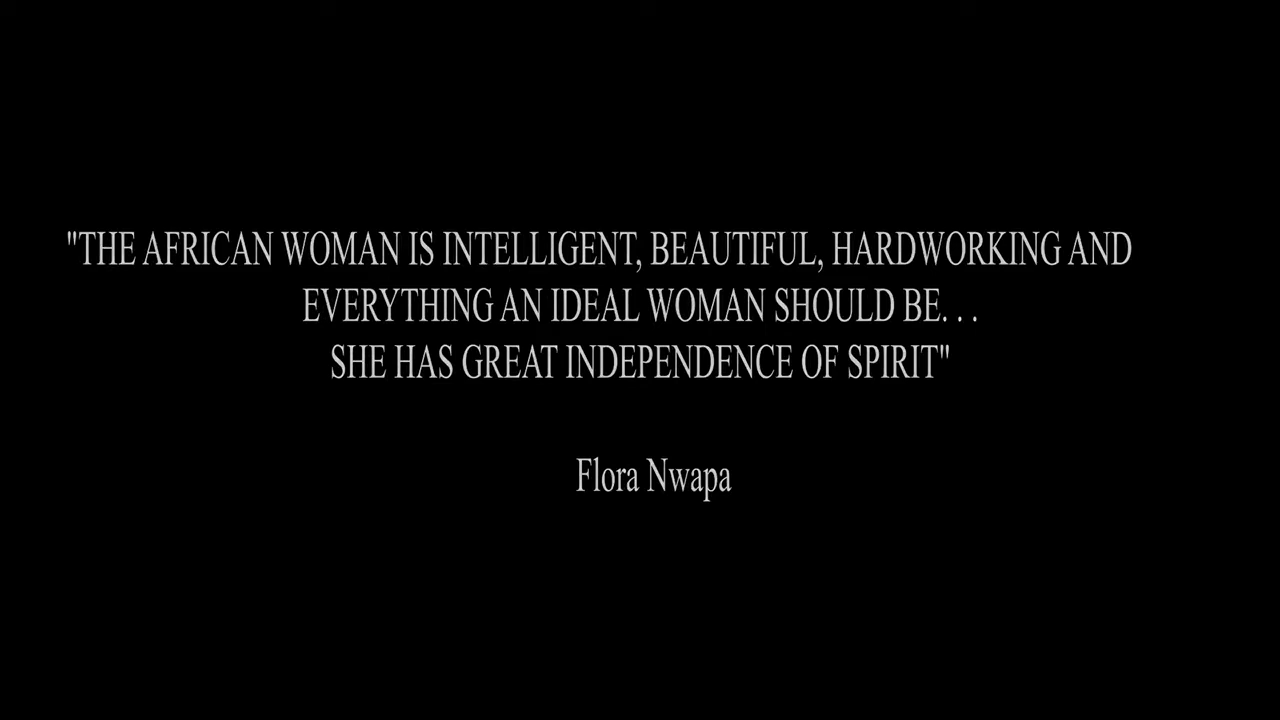 "THE AFRICAN WOMAN IS INTELLIGENT, BEAUTIFUL, HARDWORKING AND
EVERYTHING AN IDEAL WOMAN SHOULD BE. . .
SHE HAS GREAT INDEPENDENCE OF SPIRIT"
Flora Nwapa